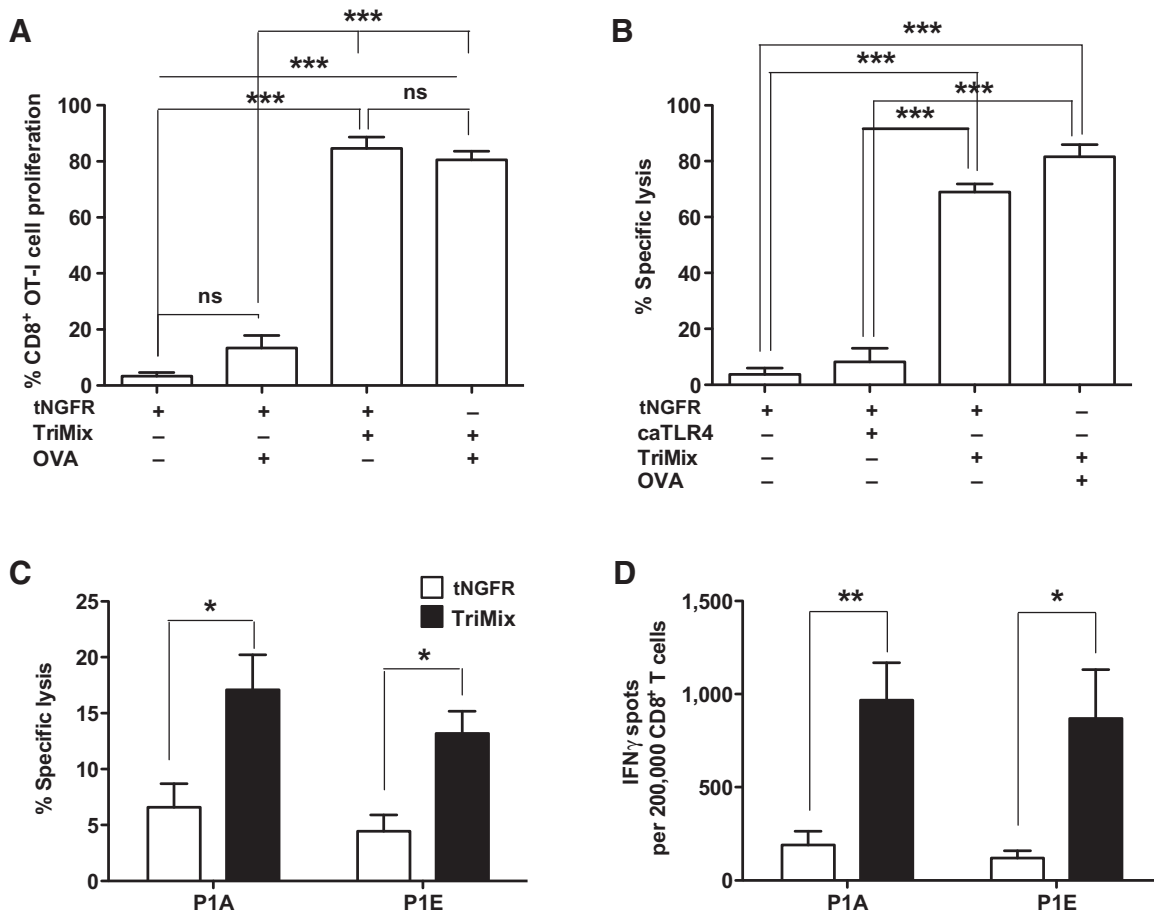 A
***
***
***
ns
ns
% CD8+ OT-I cell proliferation
100
80
60
40
20
0
tNGFR + + + –
TriMix – – + +
OVA – + – +
B
***
***
***
***
% Specific lysis
100
80
60
40
20
0
tNGFR + + + –
caTLR4 – + – –
TriMix – – + +
OVA – – – +
C
tNGFR
TriMix
*
*
% Specific lysis
25
20
15
10
5
0
P1A P1E
D
**
*
IFNγ spots
per 200,000 CD8+ T cells
1,500
1,000
500
0
P1A P1E